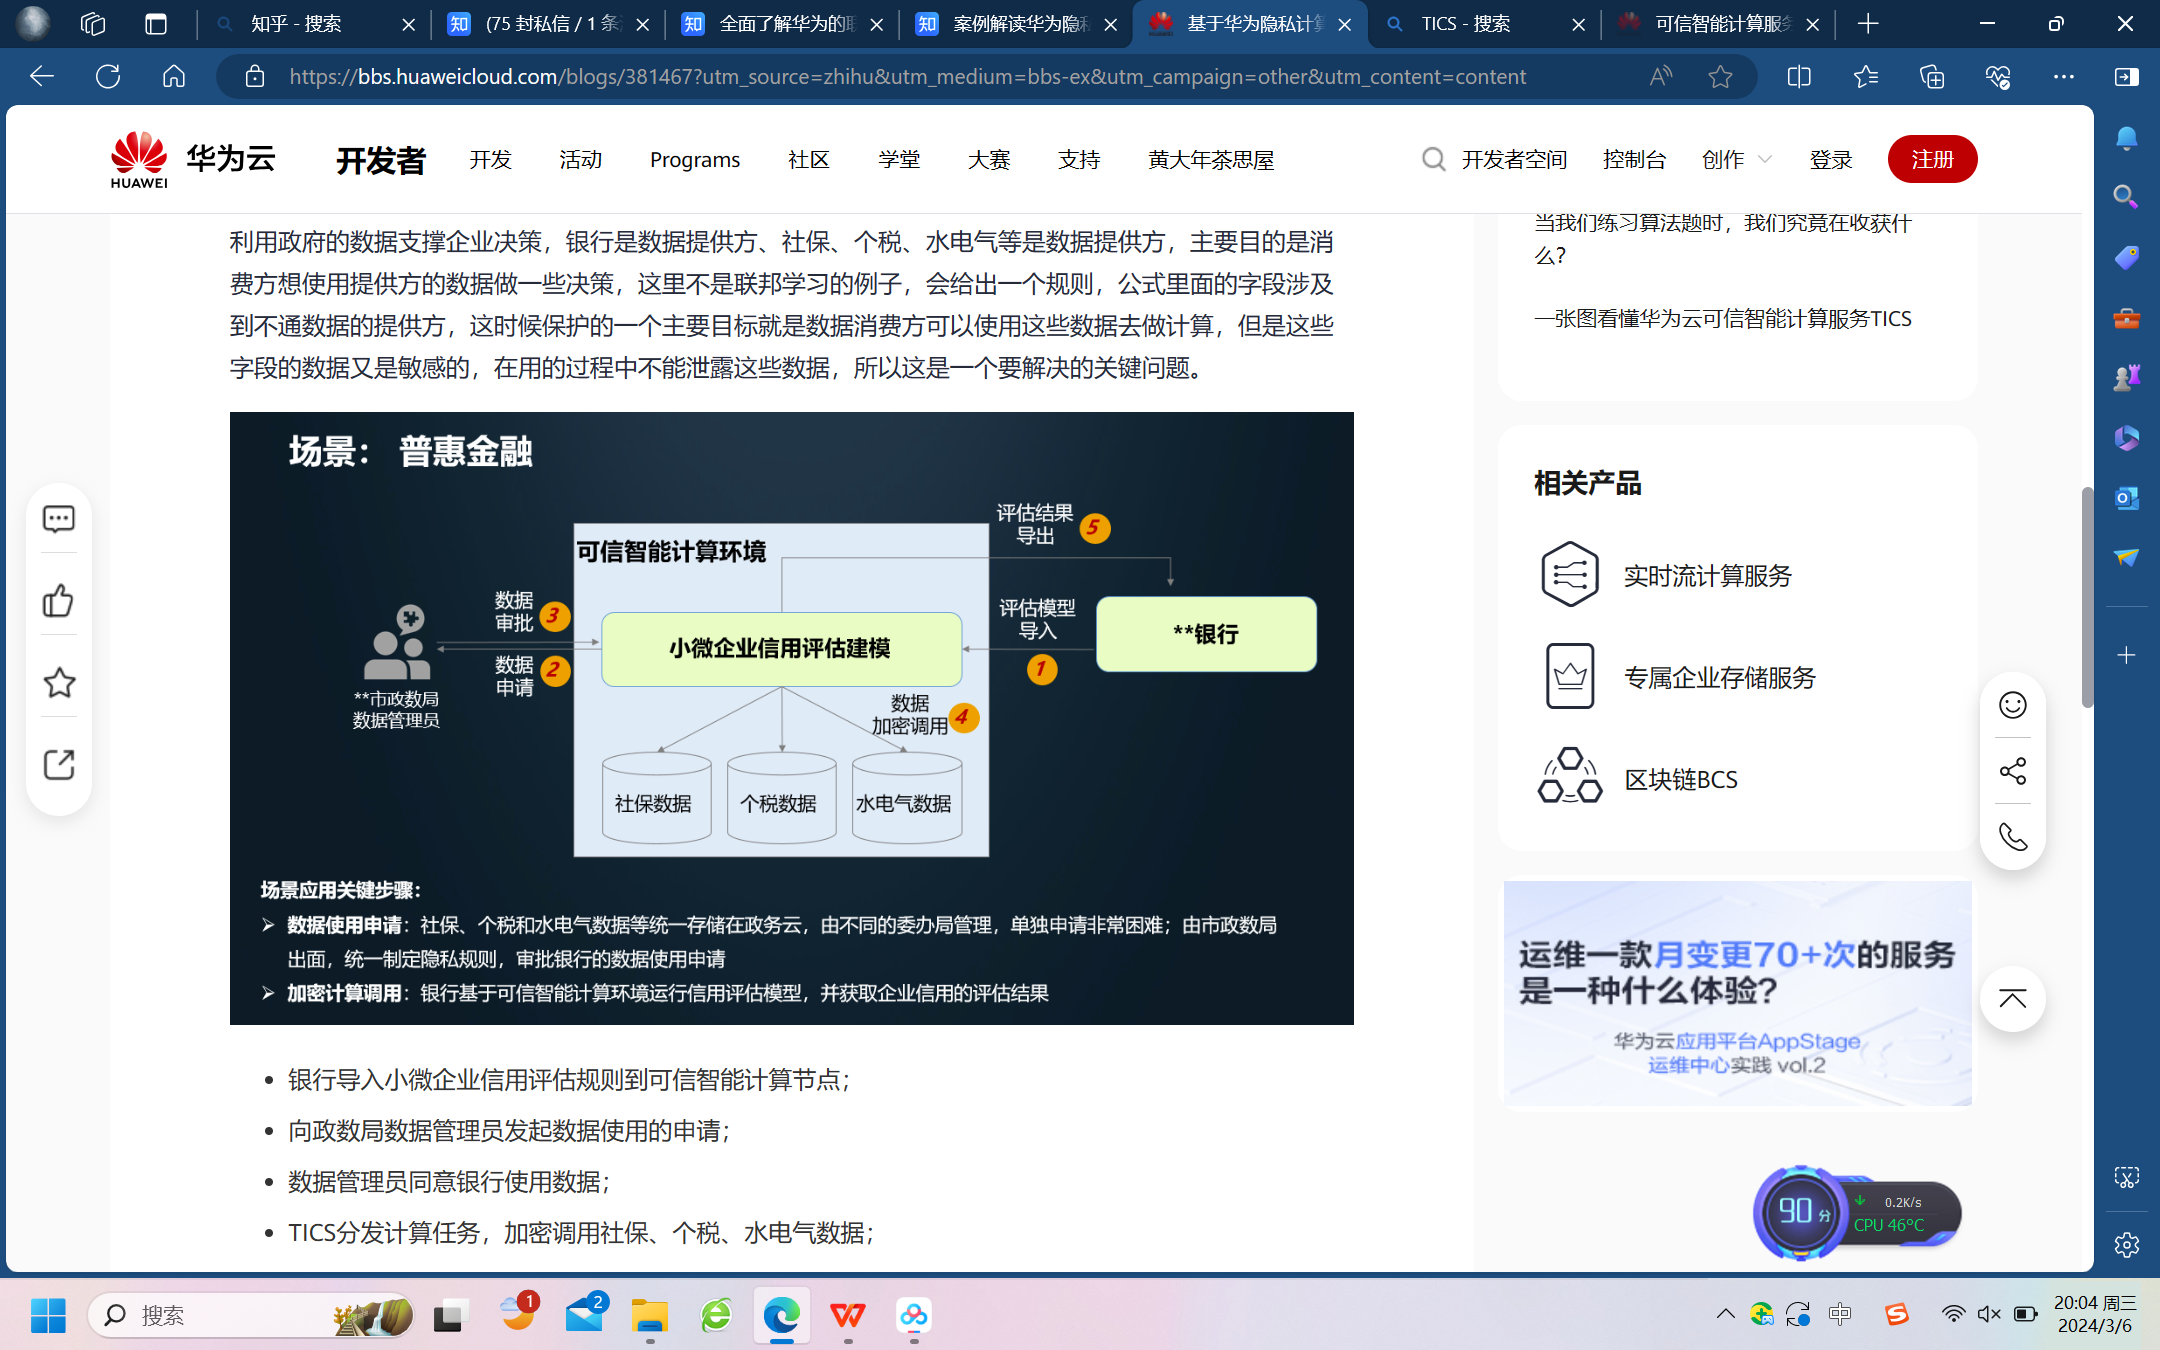 知乎 - 搜索
(75 封私信 / 1 条
全面了解华为的
案例解读华为隐
基于华为隐私计
TICS - 搜索
可信智能计算服
https://bbs.huaweicloud.com/blogs/381467?utm_source=zhihu&utm_medium=bbs-ex&utm_campaign=other&utm_content=content
HUAWEI
华为云
开发者
开发
活动
Programs
社区
学堂
大赛
支持
黄大年茶思屋
开发者空间
控制台
创作
登录
注册
利用政府的数据支撑企业决策，银行是数据提供方、社保、个税、水电气等是数据提供方，主要目的是消
费方想使用提供方的数据做一些决策，这里不是联邦学习的例子，会给出一个规则，公式里面的字段涉及
到不通数据的提供方，这时候保护的一个主要目标就是数据消费方可以使用这些数据去做计算，但是这些
字段的数据又是敏感的，在用的过程中不能泄露这些数据，所以这是一个要解决的关键问题。
场景： 普惠金融
评估结果
导出
5
可信智能计算环境
数据
审批
3
数据
申请
2
小微企业信用评估建模
评估模型
导入
1
**银行
**市政数局
数据管理员
数据
加密调用
4
社保数据
个税数据
水电气数据
场景应用关键步骤：
➢ 数据使用申请：社保、个税和水电气数据等统一存储在政务云，由不同的委办局管理，单独申请非常困难；由市政数局
出面，统一制定隐私规则，审批银行的数据使用申请
➢ 加密计算调用：银行基于可信智能计算环境运行信用评估模型，并获取企业信用的评估结果
• 银行导入小微企业信用评估规则到可信智能计算节点；
• 向政数局数据管理员发起数据使用的申请；
• 数据管理员同意银行使用数据；
• TICS分发计算任务，加密调用社保、个税、水电气数据；
当我们练习算法题时，我们究竟在收获什
么？
一张图看懂华为云可信智能计算服务TICS
相关产品
实时流计算服务
专属企业存储服务
区块链BCS
运维一款月变更70+次的服务
是一种什么体验？
华为云应用平台AppStage
运维中心实践 vol.2
90分
0.2K/s
CPU 46°C
搜索
1
2
中
20:04 周三
2024/3/6